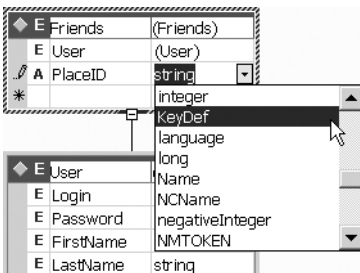 E Friends (Friends)
E User (User)
A PlaceID string
integer
KeyDef
language
long
Name
NCName
negativeInteger
NMTOKEN
E User
E Login
E Password
E FirstName
E LastName string